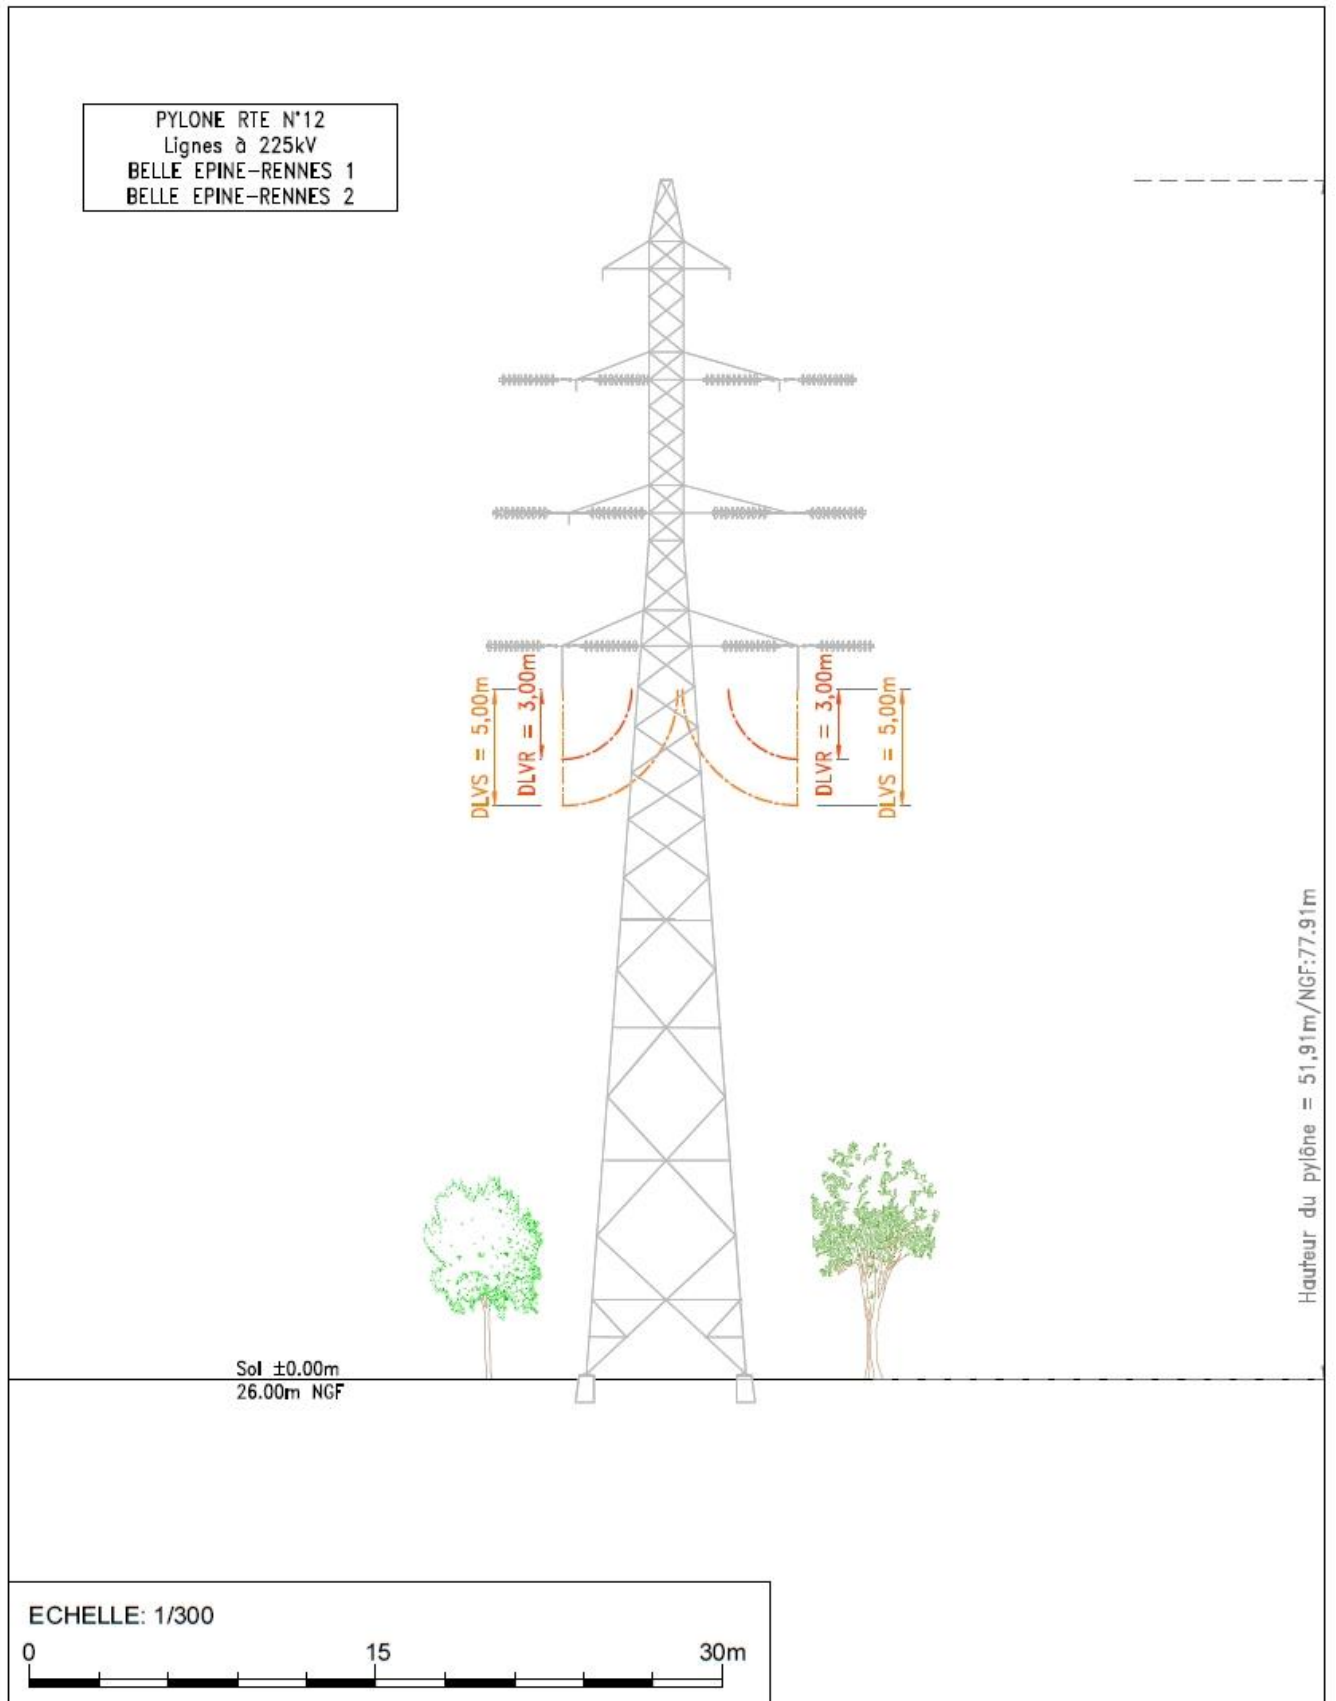 PYLONE RTE N°12
Lignes à 225kV
BELLE EPINE-RENNES 1
BELLE EPINE-RENNES 2
DLVS = 5,00m
DLVR = 3,00m
DLVR = 3,00m
DLVS = 5,00m
Hauteur du pylône = 51,91m/NGF:77.91m
Sol ±0.00m
26.00m NGF
ECHELLE: 1/300
0 15 30m